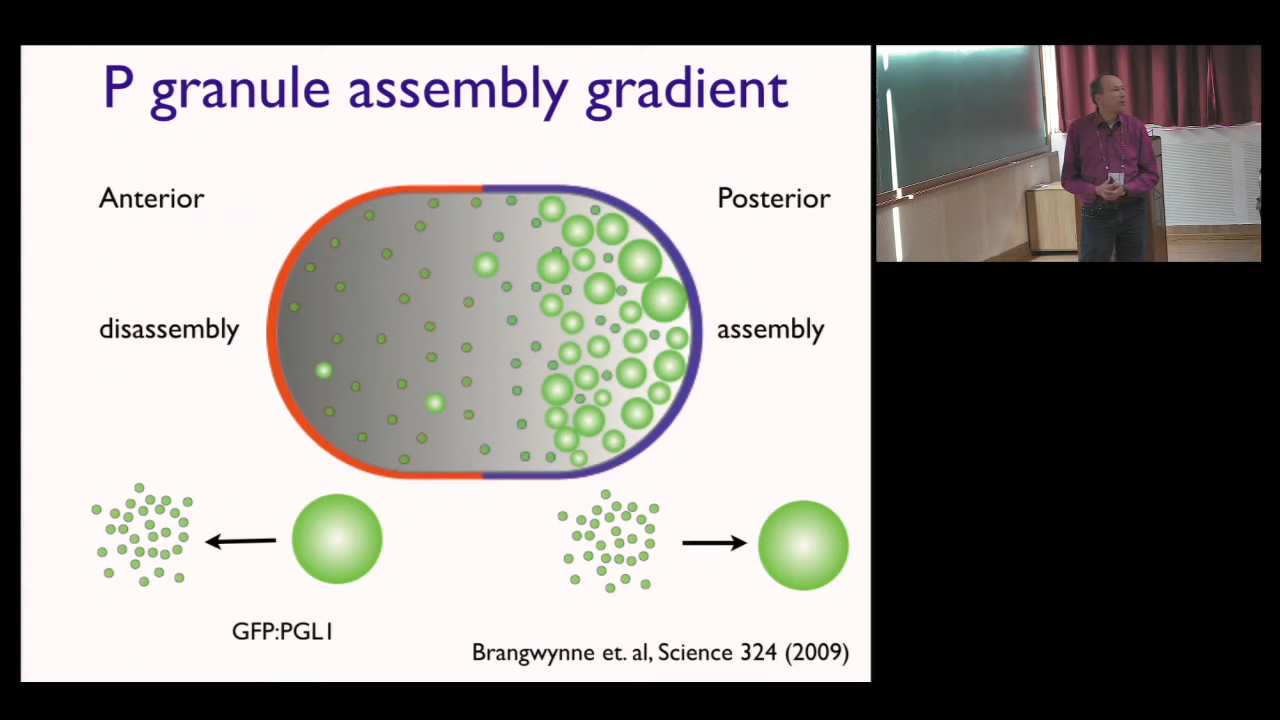 P granule assembly gradient
Anterior
Posterior
disassembly
assembly
GFP:PGL1
Brangwynne et. al, Science 324 (2009)